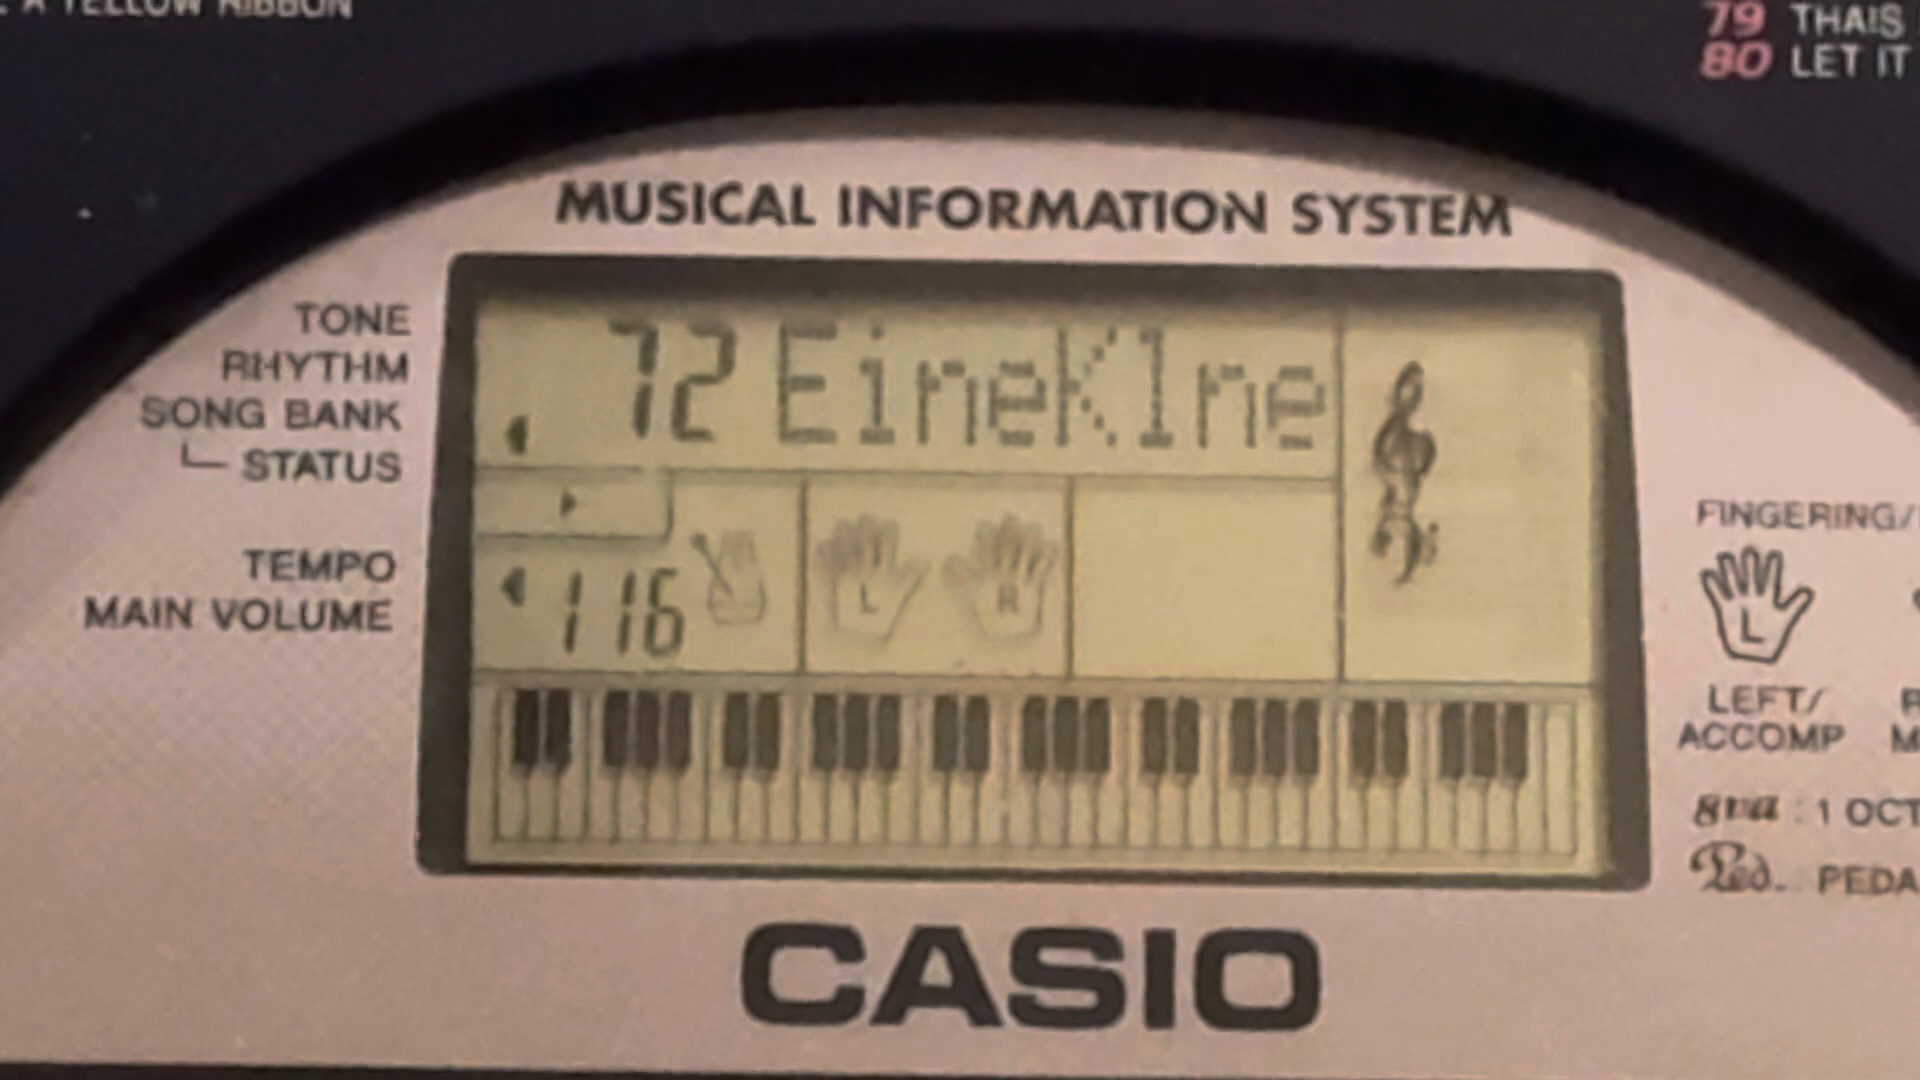 A YELLOW RIBBON
79 THAIS
80 LET IT
MUSICAL INFORMATION SYSTEM
TONE
RHYTHM
SONG BANK
STATUS
TEMPO
MAIN VOLUME
72 EineKlne
116
L R
FINGERING/
L
LEFT/
ACCOMP
8va : 1 OCT
Ped. PEDA
CASIO